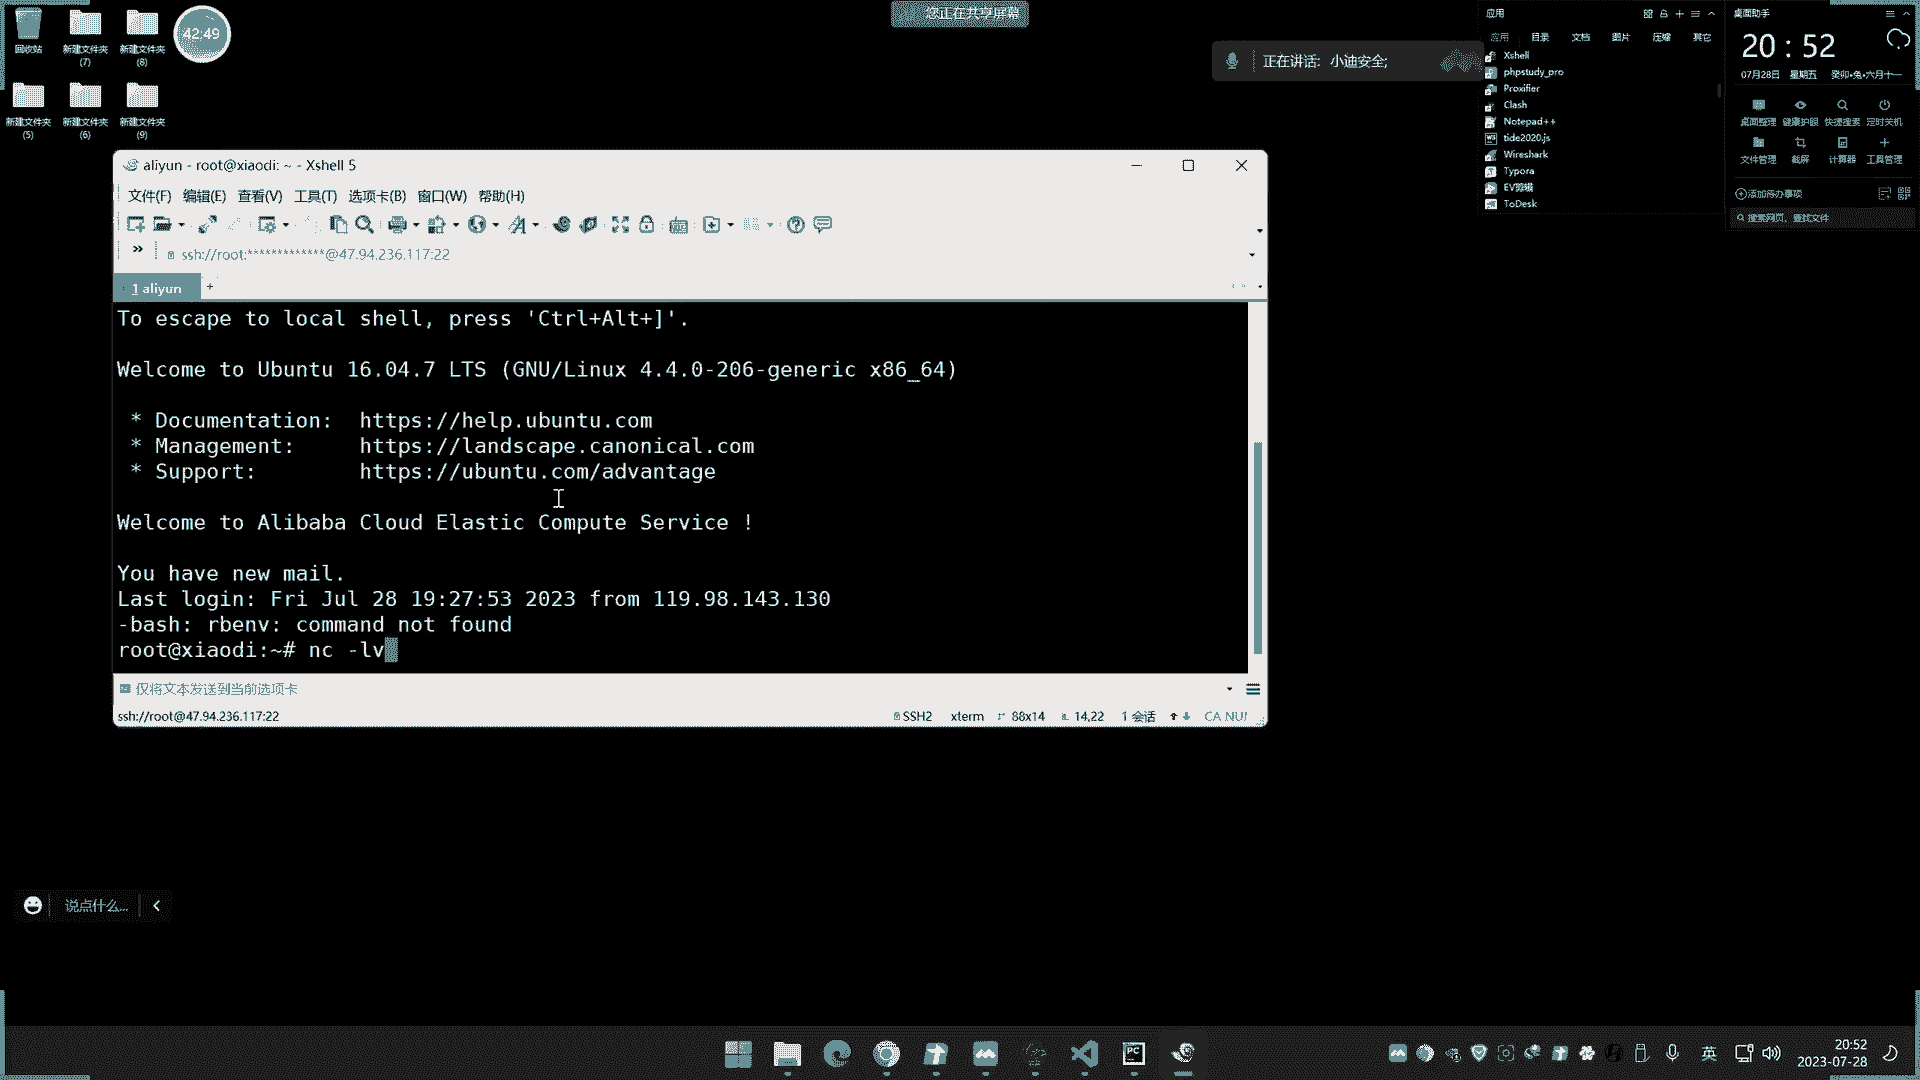 您正在共享屏幕
42:49
回收站
新建文件夹
(7)
新建文件夹
(8)
新建文件夹
(5)
新建文件夹
(6)
新建文件夹
(9)
正在讲话: 小迪安全;
应用
应用 目录 文档 图片 压缩 其它
Xshell
phpstudy_pro
Proxifier
Clash
Notepad++
tide2020.js
Wireshark
Typora
EV剪辑
ToDesk
桌面助手
20 : 52
07月28日 星期五 癸卯•兔•六月十一
桌面整理 健康护眼 快捷搜索 定时关机
文件管理 截屏 计算器 工具管理
添加待办事项
搜索网页、查找文件
aliyun - root@xiaodi: ~ - Xshell 5
文件(F) 编辑(E) 查看(V) 工具(T) 选项卡(B) 窗口(W) 帮助(H)
ssh://root:*************@47.94.236.117:22
1 aliyun
To escape to local shell, press 'Ctrl+Alt+]'.
Welcome to Ubuntu 16.04.7 LTS (GNU/Linux 4.4.0-206-generic x86_64)
* Documentation: https://help.ubuntu.com
* Management: https://landscape.canonical.com
* Support: https://ubuntu.com/advantage
Welcome to Alibaba Cloud Elastic Compute Service !
You have new mail.
Last login: Fri Jul 28 19:27:53 2023 from 119.98.143.130
-bash: rbenv: command not found
root@xiaodi:~# nc -lv
仅将文本发送到当前选项卡
ssh://root@47.94.236.117:22 SSH2 xterm 88x14 14,22 1 会话 CA NUM
说点什么...
英
20:52
2023-07-28